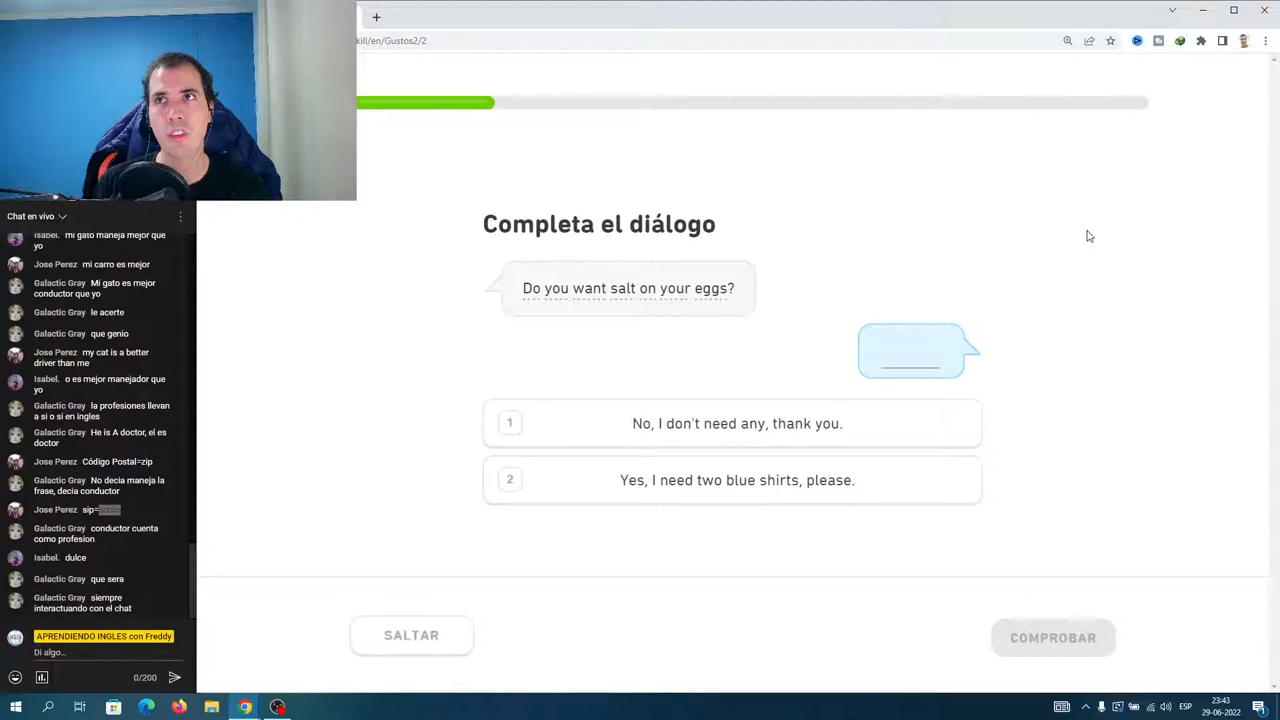 +
kill/en/Gustos2/2
Chat en vivo
Isabel. mi gato maneja mejor que
yo
Jose Perez mi carro es mejor
Galactic Gray Mi gato es mejor
conductor que yo
Galactic Gray le acerte
Galactic Gray que genio
Jose Perez my cat is a better
driver than me
Isabel. o es mejor manejador que
yo
Galactic Gray la profesiones llevan
a si o si en ingles
Galactic Gray He is A doctor, el es
doctor
Jose Perez Código Postal=zip
Galactic Gray No decia maneja la
frase, decia conductor
Jose Perez sip=
Galactic Gray conductor cuenta
como profesion
Isabel. dulce
Galactic Gray que sera
Galactic Gray siempre
interactuando con el chat
APRENDIENDO INGLES con Freddy
Di algo...
0/200
Completa el diálogo
Do you want salt on your eggs?
1 No, I don't need any, thank you.
2 Yes, I need two blue shirts, please.
SALTAR
COMPROBAR
ESP
23:43
29-06-2022
1